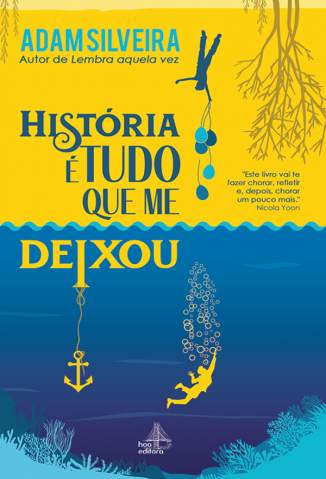 ADAM SILVEIRA
Autor de Lembra aquela vez
HISTÓRIA
É TUDO
QUE ME
DEIXOU
"Este livro vai te
fazer chorar, refletir
e, depois, chorar
um pouco mais."
Nicola Yoon
hoo
editora